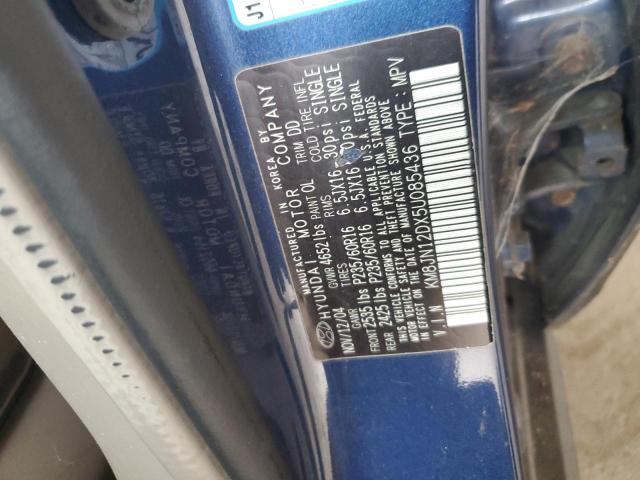 J1
MANUFACTURED IN KOREA BY
HYUNDAI MOTOR COMPANY
NOV/12/04 GVWR 4652 lbs PAINT OL TRIM DD
GAWR TIRES RIMS COLD TIRE INFL
FRONT 2535 lbs P235/60R16 6.5JX16 30psi SINGLE
REAR 2425 lbs P235/60R16 6.5JX16 30psi SINGLE
THIS VEHICLE CONFORMS TO ALL APPLICABLE U.S.A. FEDERAL
MOTOR VEHICLE SAFETY AND THEFT PREVENTION STANDARDS
IN EFFECT ON THE DATE OF MANUFACTURE SHOWN ABOVE.
V.I.N KM8JN12DX5U085436 TYPE : MPV